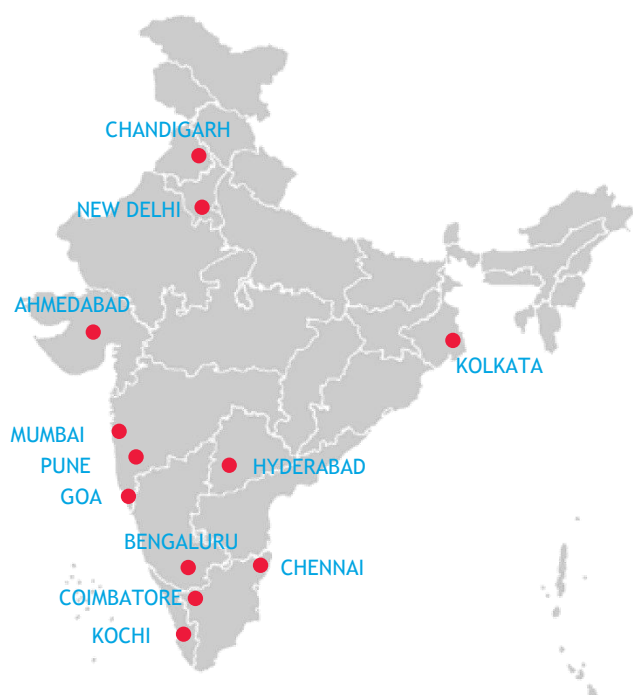 CHANDIGARH
NEW DELHI
AHMEDABAD
KOLKATA
MUMBAI
PUNE
HYDERABAD
GOA
BENGALURU
CHENNAI
COIMBATORE
KOCHI